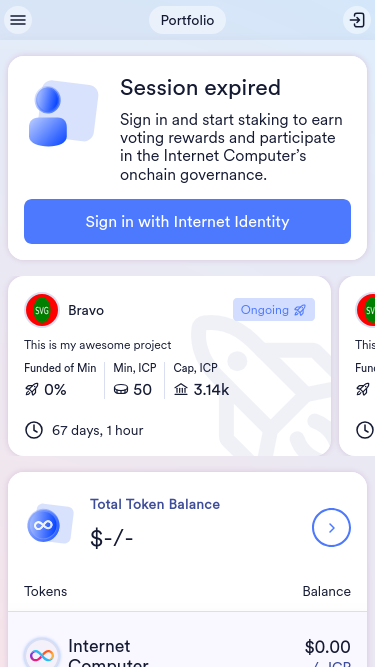 Portfolio
Session expired
Sign in and start staking to earn
voting rewards and participate
in the Internet Computer's
onchain governance.
Sign in with Internet Identity
SVG
Bravo
Ongoing
This is my awesome project
Funded of Min
Min, ICP
Cap, ICP
0%
50
3.14k
67 days, 1 hour
SV
This
Fun
Total Token Balance
$-/-
Tokens
Balance
Internet
Computer
$0.00
-/- ICP